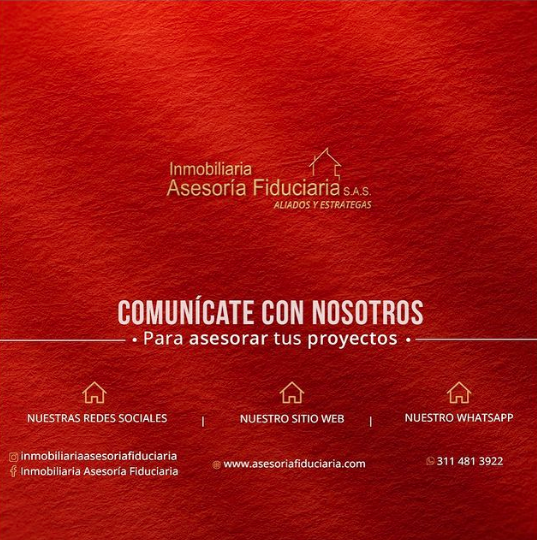 Inmobiliaria
Asesoría Fiduciaria S.A.S.
ALIADOS Y ESTRATEGAS
COMUNÍCATE CON NOSOTROS
• Para asesorar tus proyectos •
NUESTRAS REDES SOCIALES | NUESTRO SITIO WEB | NUESTRO WHATSAPP
inmobiliariaasesoriafiduciaria
Inmobiliaria Asesoría Fiduciaria
www.asesoriafiduciaria.com
311 481 3922